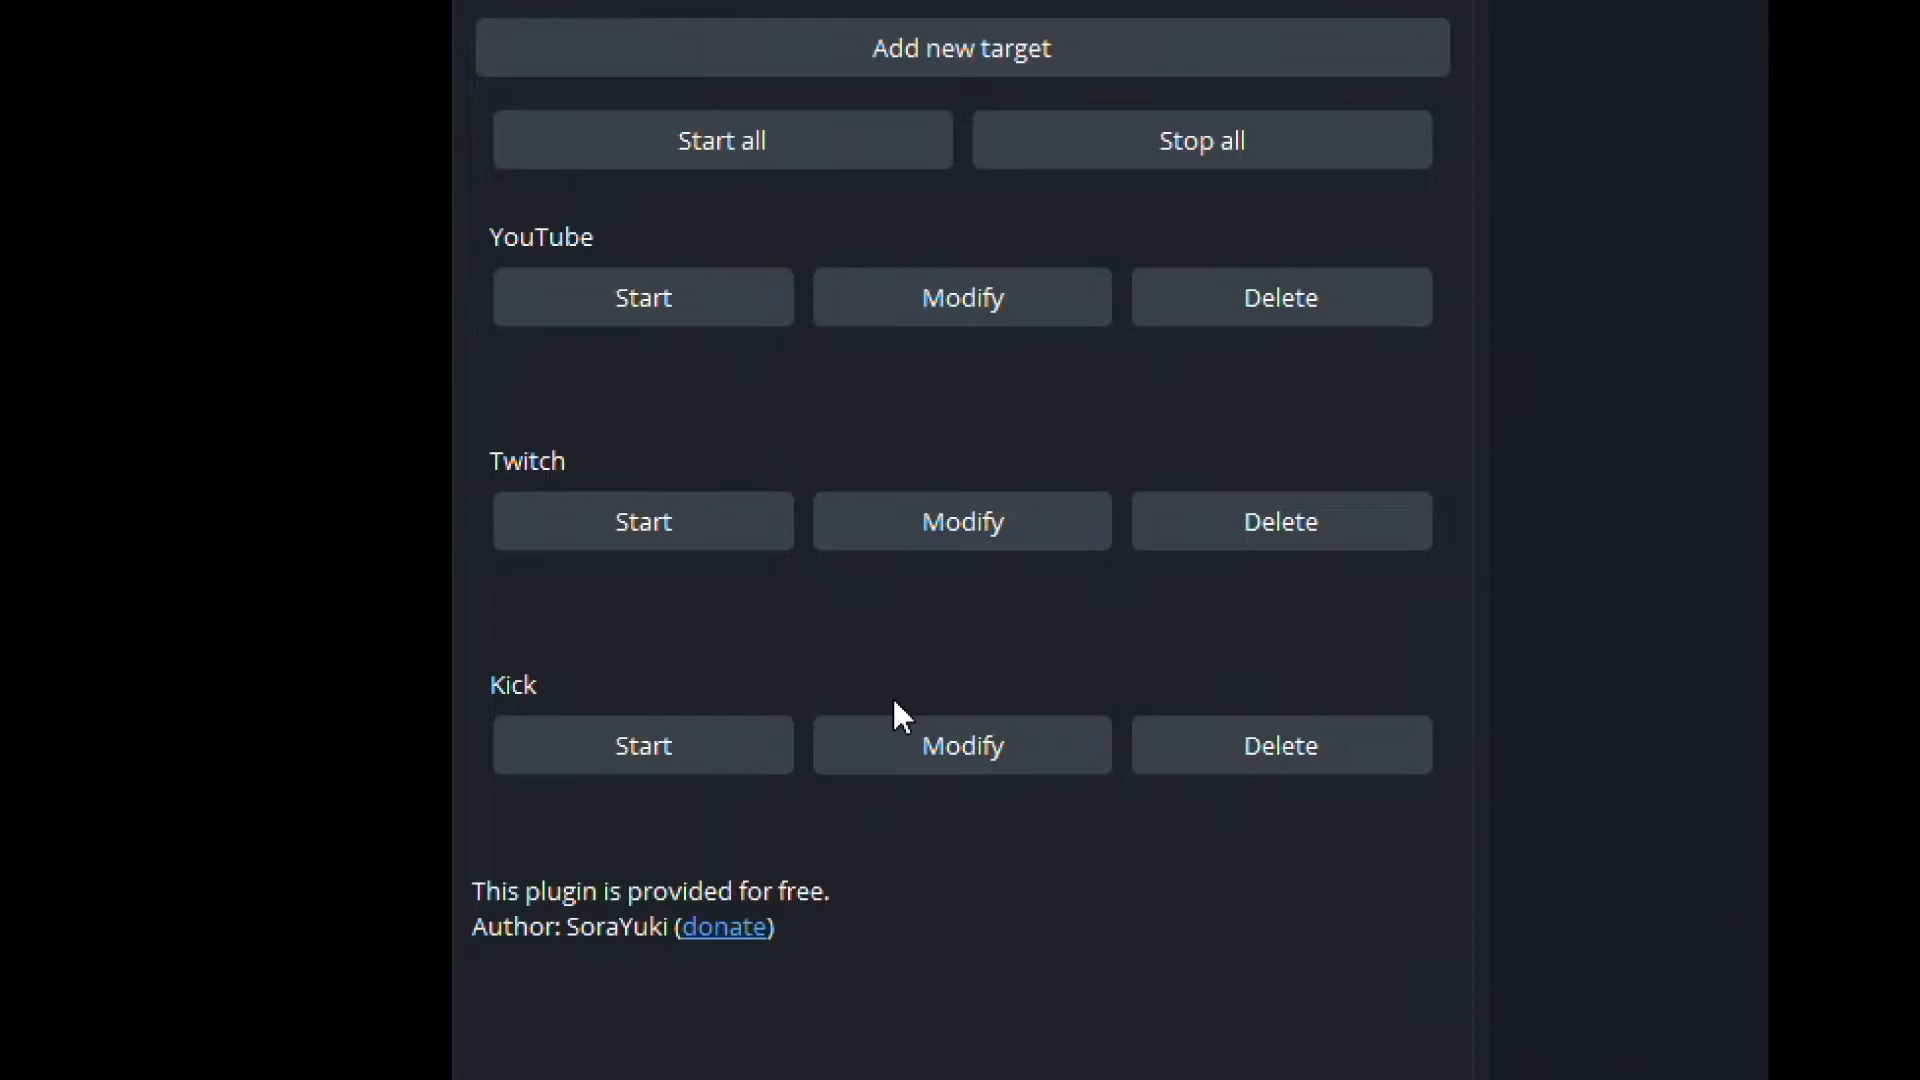 Add new target
Start all Stop all
YouTube
Start Modify Delete
Twitch
Start Modify Delete
Kick
Start Modify Delete
This plugin is provided for free.
Author: SoraYuki (donate)